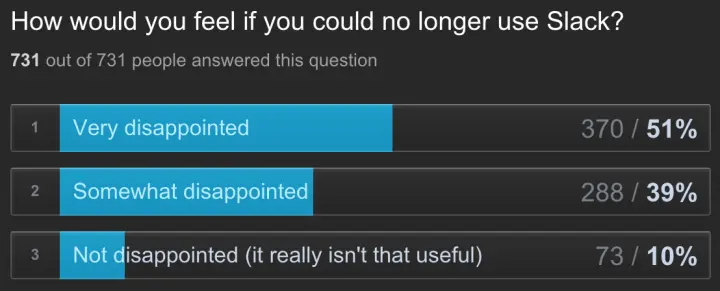 How would you feel if you could no longer use Slack?
731 out of 731 people answered this question
1 Very disappointed 370 / 51%
2 Somewhat disappointed 288 / 39%
3 Not disappointed (it really isn't that useful) 73 / 10%